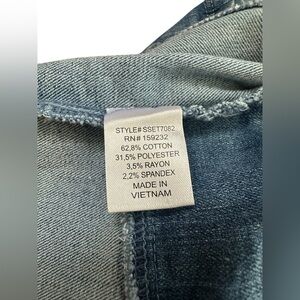 STYLE# SSET7082
RN# 159232
62,8% COTTON
31,5% POLYESTER
3,5% RAYON
2,2% SPANDEX
MADE IN
VIETNAM